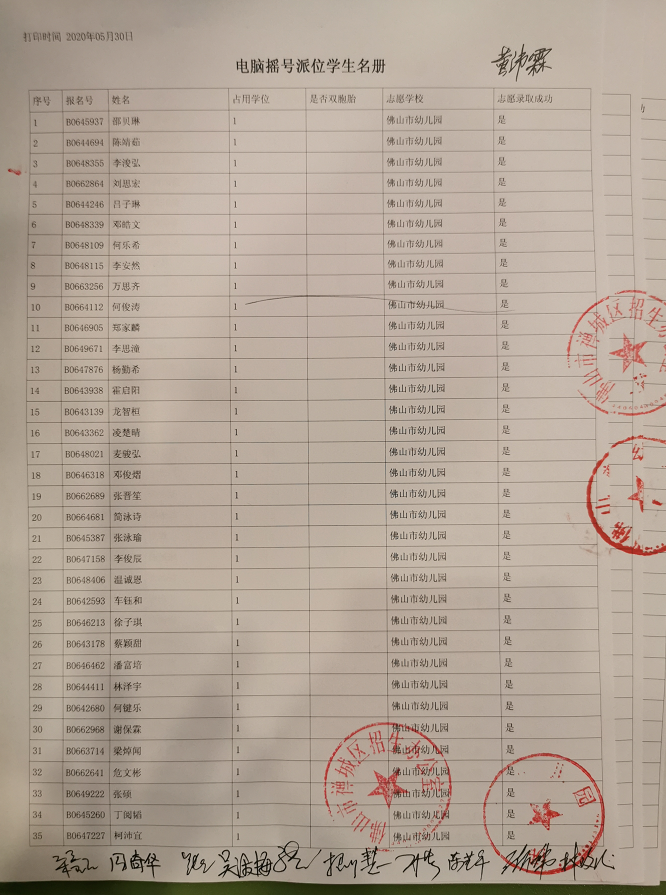 打印时间 2020年05月30日
电脑摇号派位学生名册
序号 报名号 姓名 占用学位 是否双胞胎 志愿学校 志愿录取成功
1 B0645937 邵贝琳 1 佛山市幼儿园 是
2 B0644694 陈靖茹 1 佛山市幼儿园 是
3 B0648355 李浚弘 1 佛山市幼儿园 是
4 B0662864 刘思宏 1 佛山市幼儿园 是
5 B0644246 吕子琳 1 佛山市幼儿园 是
6 B0648339 邓皓文 1 佛山市幼儿园 是
7 B0648109 何乐希 1 佛山市幼儿园 是
8 B0648115 李安然 1 佛山市幼儿园 是
9 B0663256 万思齐 1 佛山市幼儿园 是
10 B0664112 何俊涛 1 佛山市幼儿园 是
11 B0646905 郑家麟 1 佛山市幼儿园 是
12 B0649671 李思潼 1 佛山市幼儿园 是
13 B0647876 杨勤希 1 佛山市幼儿园 是
14 B0643938 霍启阳 1 佛山市幼儿园 是
15 B0643139 龙智桓 1 佛山市幼儿园 是
16 B0643362 凌楚晴 1 佛山市幼儿园 是
17 B0648021 麦骏弘 1 佛山市幼儿园 是
18 B0646318 邓俊熠 1 佛山市幼儿园 是
19 B0662689 张晋笙 1 佛山市幼儿园 是
20 B0664681 简泳诗 1 佛山市幼儿园 是
21 B0645387 张泳瑜 1 佛山市幼儿园 是
22 B0647158 李俊辰 1 佛山市幼儿园 是
23 B0648406 温诚恩 1 佛山市幼儿园 是
24 B0642593 车钰和 1 佛山市幼儿园 是
25 B0646213 徐子琪 1 佛山市幼儿园 是
26 B0643178 蔡颖甜 1 佛山市幼儿园 是
27 B0646462 潘富培 1 佛山市幼儿园 是
28 B0644411 林泽宇 1 佛山市幼儿园 是
29 B0642680 何键乐 1 佛山市幼儿园 是
30 B0662968 谢保霖 1 佛山市幼儿园 是
31 B0663714 梁焯闻 1 佛山市幼儿园 是
32 B0662641 危文彬 1 佛山市幼儿园 是
33 B0649222 张硕 1 佛山市幼儿园 是
34 B0645260 丁阅韬 1 佛山市幼儿园 是
35 B0647227 柯沛宜 1 佛山市幼儿园 是
佛山市禅城区招生办公室